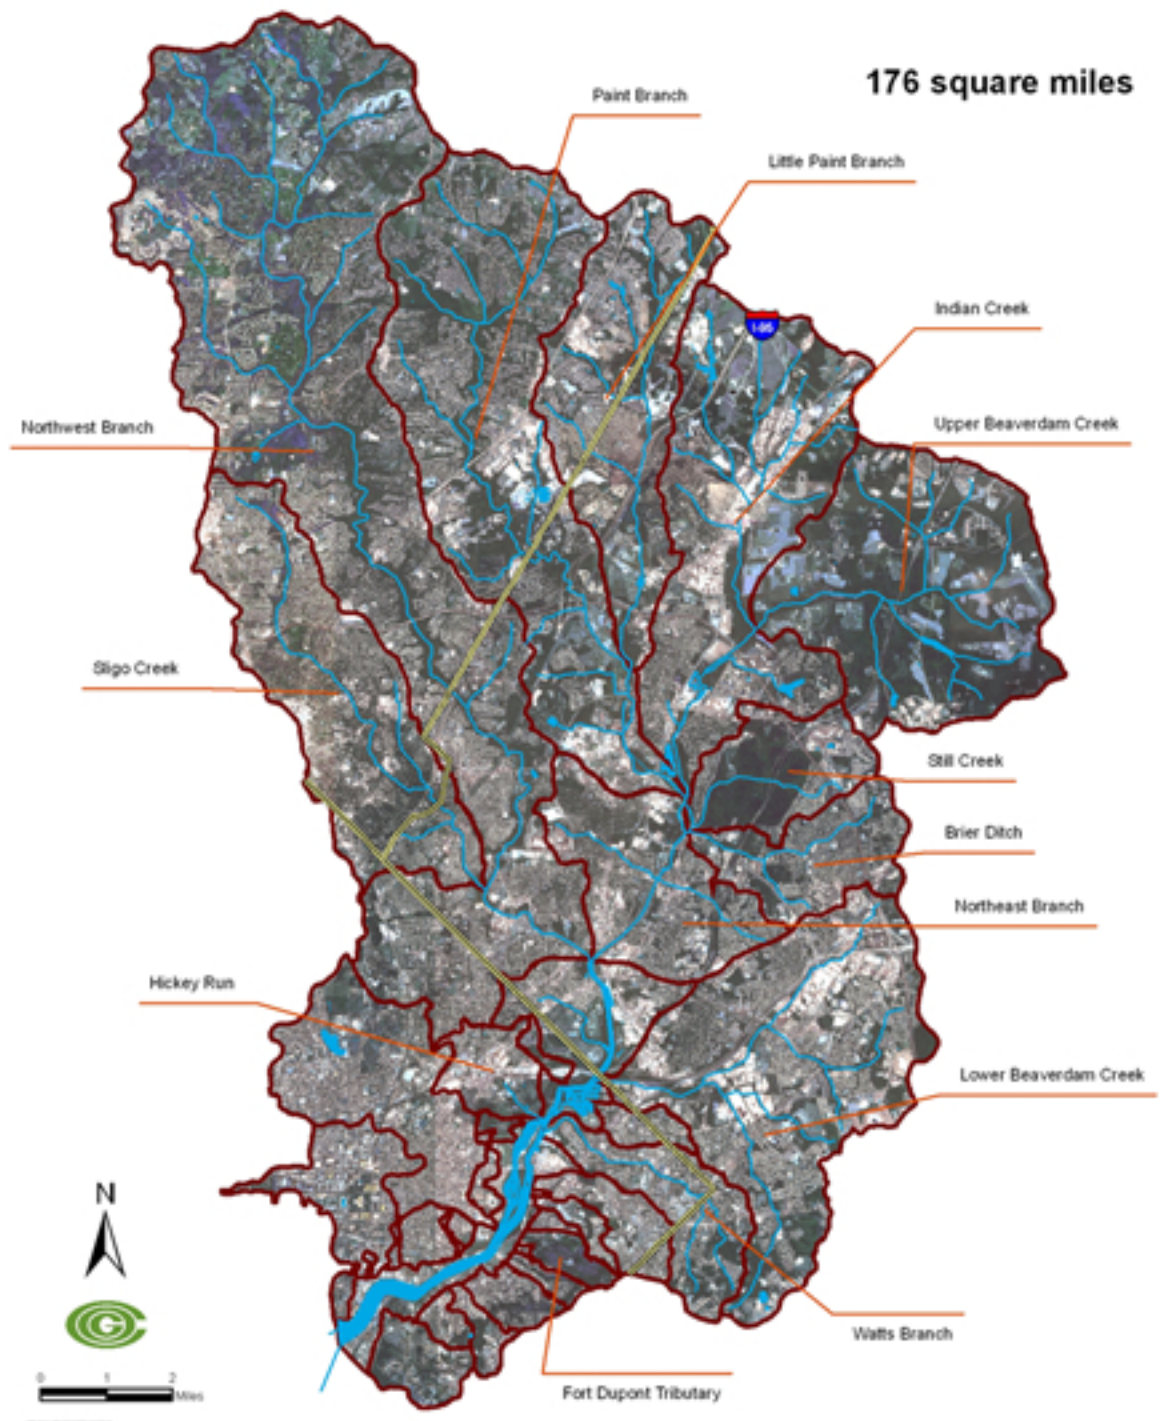 176 square miles
Paint Branch
Little Paint Branch
I-95
Indian Creek
Upper Beaverdam Creek
Northwest Branch
Sligo Creek
Still Creek
Brier Ditch
Northeast Branch
Hickey Run
Lower Beaverdam Creek
N
Watts Branch
Fort Dupont Tributary
0 1 2
Miles